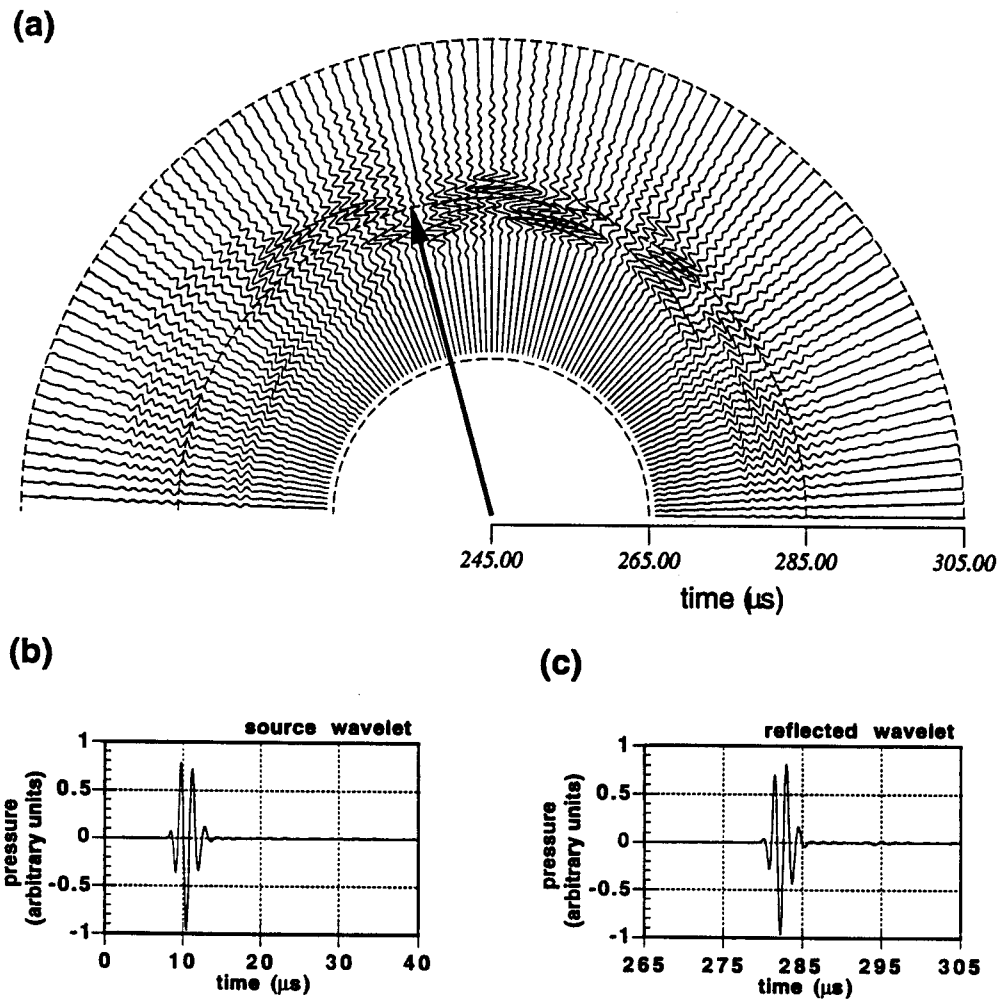 (a)
245.00 265.00 285.00 305.00
time (µs)
(b)
source wavelet
pressure
(arbitrary units)
1
0.5
0
-0.5
-1
0 10 20 30 40
time (µs)
(c)
reflected wavelet
pressure
(arbitrary units)
1
0.5
0
-0.5
-1
265 275 285 295 305
time (µs)